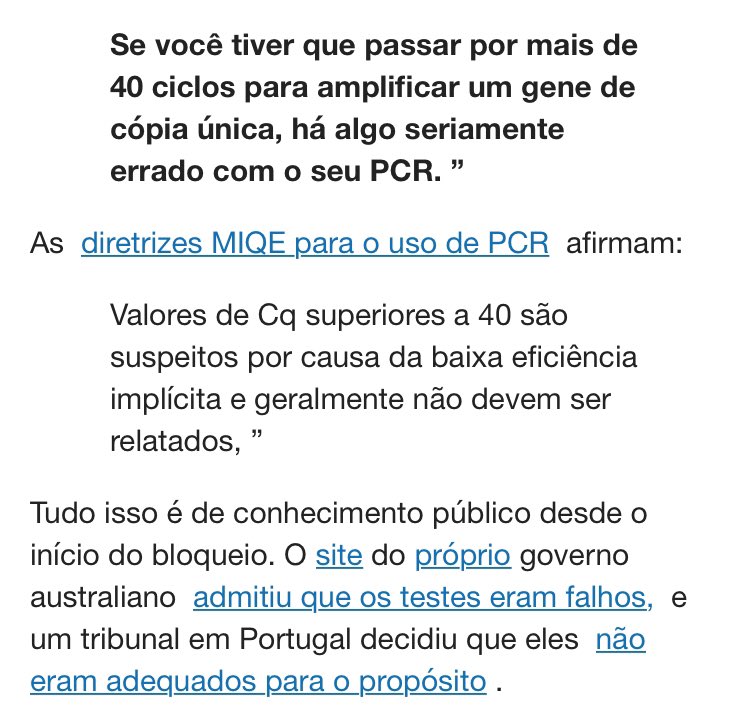 Se você tiver que passar por mais de
40 ciclos para amplificar um gene de
cópia única, há algo seriamente
errado com o seu PCR. ”
As diretrizes MIQE para o uso de PCR afirmam:
Valores de Cq superiores a 40 são
suspeitos por causa da baixa eficiência
implícita e geralmente não devem ser
relatados, ”
Tudo isso é de conhecimento público desde o
início do bloqueio. O site do próprio governo
australiano admitiu que os testes eram falhos, e
um tribunal em Portugal decidiu que eles não
eram adequados para o propósito .